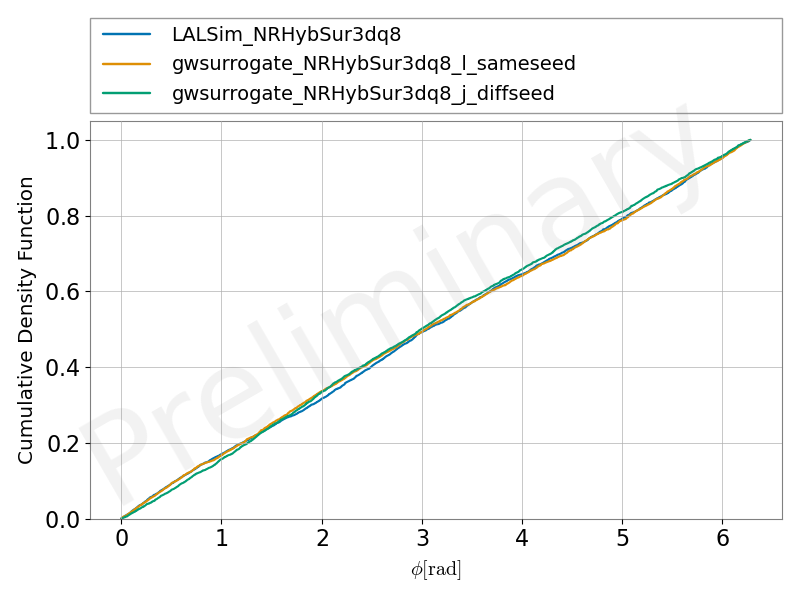 LALSim_NRHybSur3dq8
gwsurrogate_NRHybSur3dq8_l_sameseed
gwsurrogate_NRHybSur3dq8_j_diffseed
Preliminary
1.0
0.8
0.6
0.4
0.2
0.0
Cumulative Density Function
0 1 2 3 4 5 6
ϕ[rad]